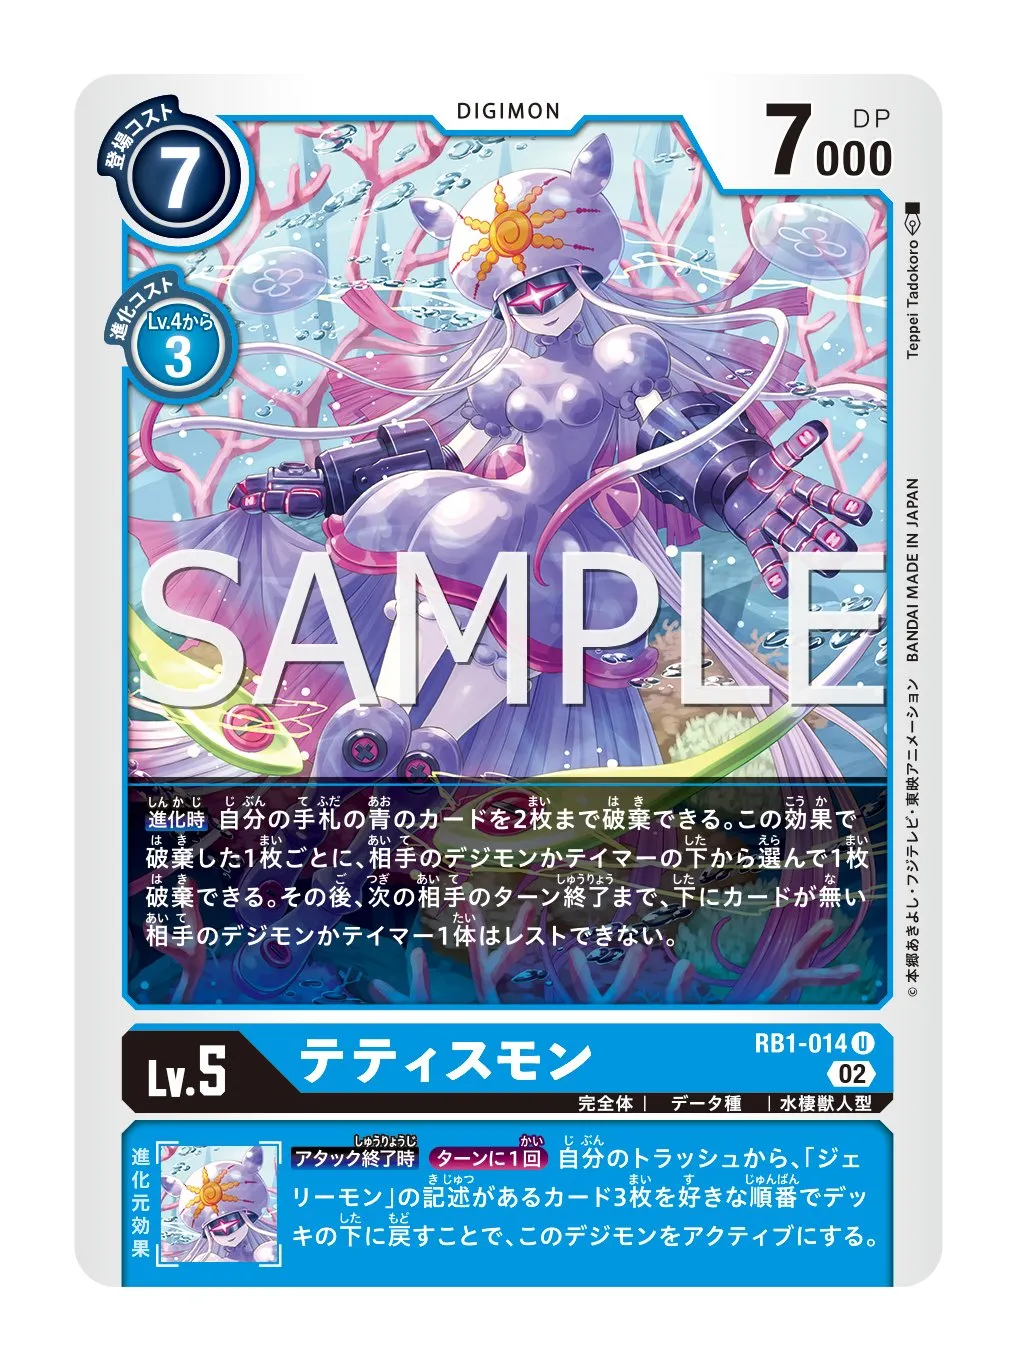 DIGIMON
登場コスト
7
7000
DP
進化コスト
Lv.4から
3
Teppei Tadokoro
BANDAI MADE IN JAPAN
©本郷あきよし・フジテレビ・東映アニメーション
SAMPLE
進化時 自分の手札の青のカードを2枚まで破棄できる。この効果で
破棄した1枚ごとに、相手のデジモンかテイマーの下から選んで1枚
破棄できる。その後、次の相手のターン終了まで、下にカードが無い
相手のデジモンかテイマー1体はレストできない。
Lv.5
テティスモン
RB1-014 U
02
完全体 | データ種 | 水棲獣人型
進化元効果
アタック終了時 ターンに1回 自分のトラッシュから、「ジェ
リーモン」の記述があるカード3枚を好きな順番でデッ
キの下に戻すことで、このデジモンをアクティブにする。